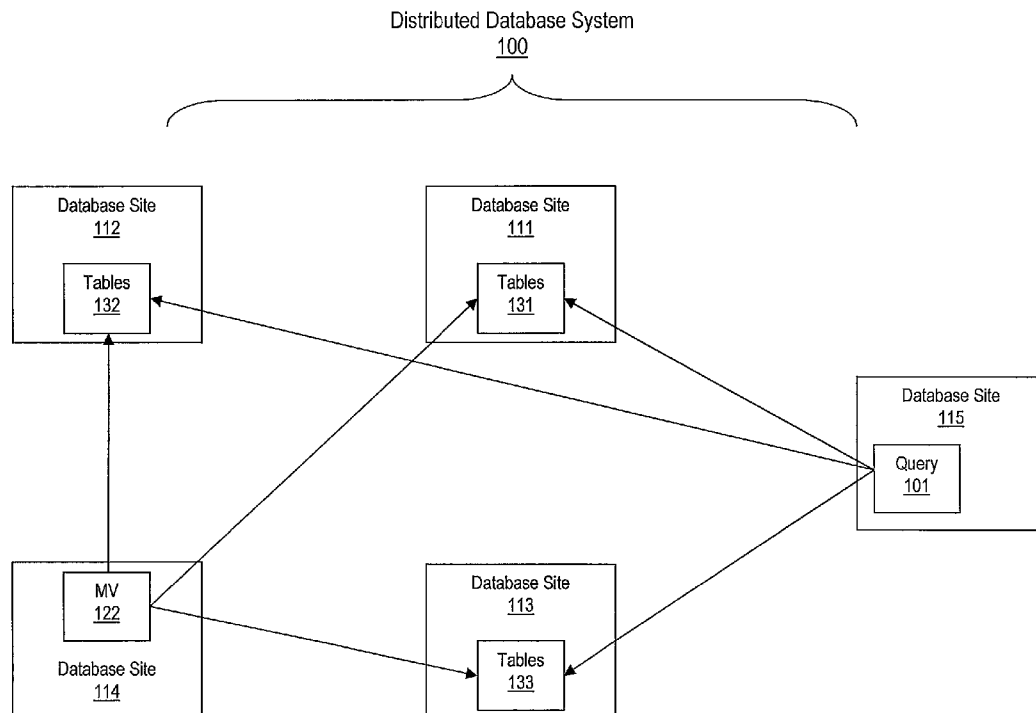 Distributed Database System
100
Database Site
112
Tables
132
Database Site
111
Tables
131
Database Site
115
Query
101
MV
122
Database Site
114
Database Site
113
Tables
133